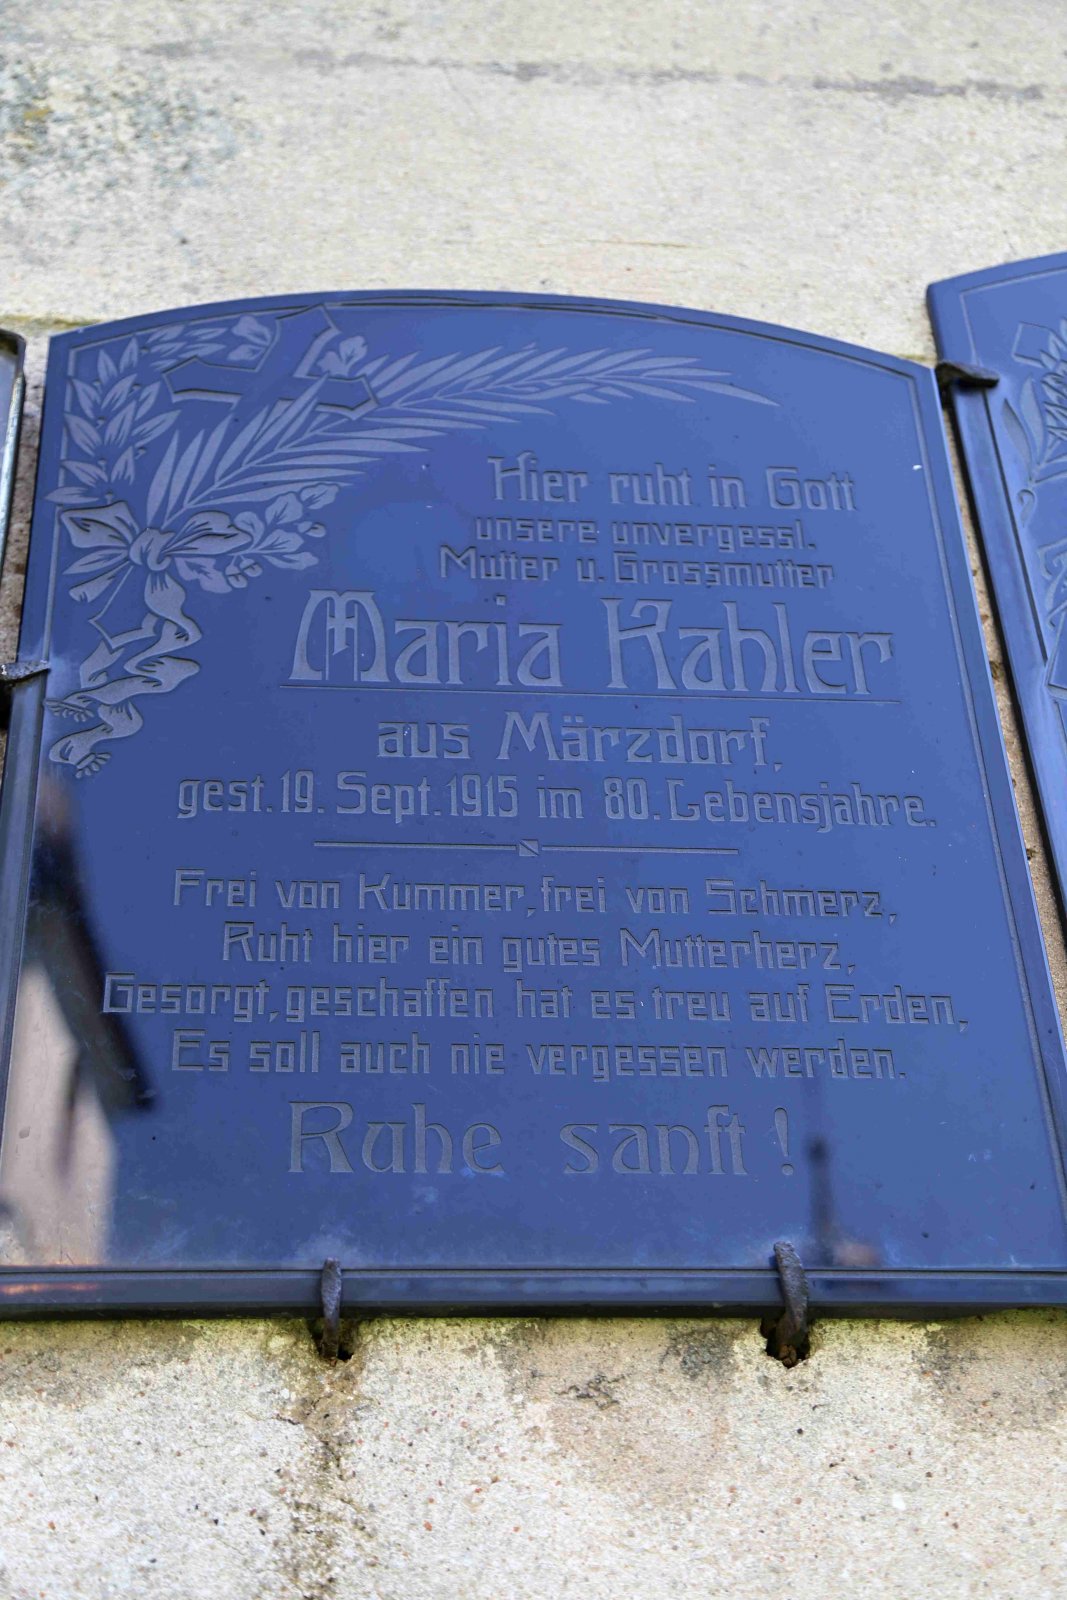 Hier ruht in Gott
unsere unvergessl.
Mutter u. Grossmutter
Maria Kahler
aus Märzdorf,
gest. 19. Sept. 1915 im 80. Lebensjahre.
Frei von Kummer, frei von Schmerz,
Ruht hier ein gutes Mutterherz,
Gesorgt, geschaffen hat es treu auf Erden,
Es soll auch nie vergessen werden.
Ruhe sanft!